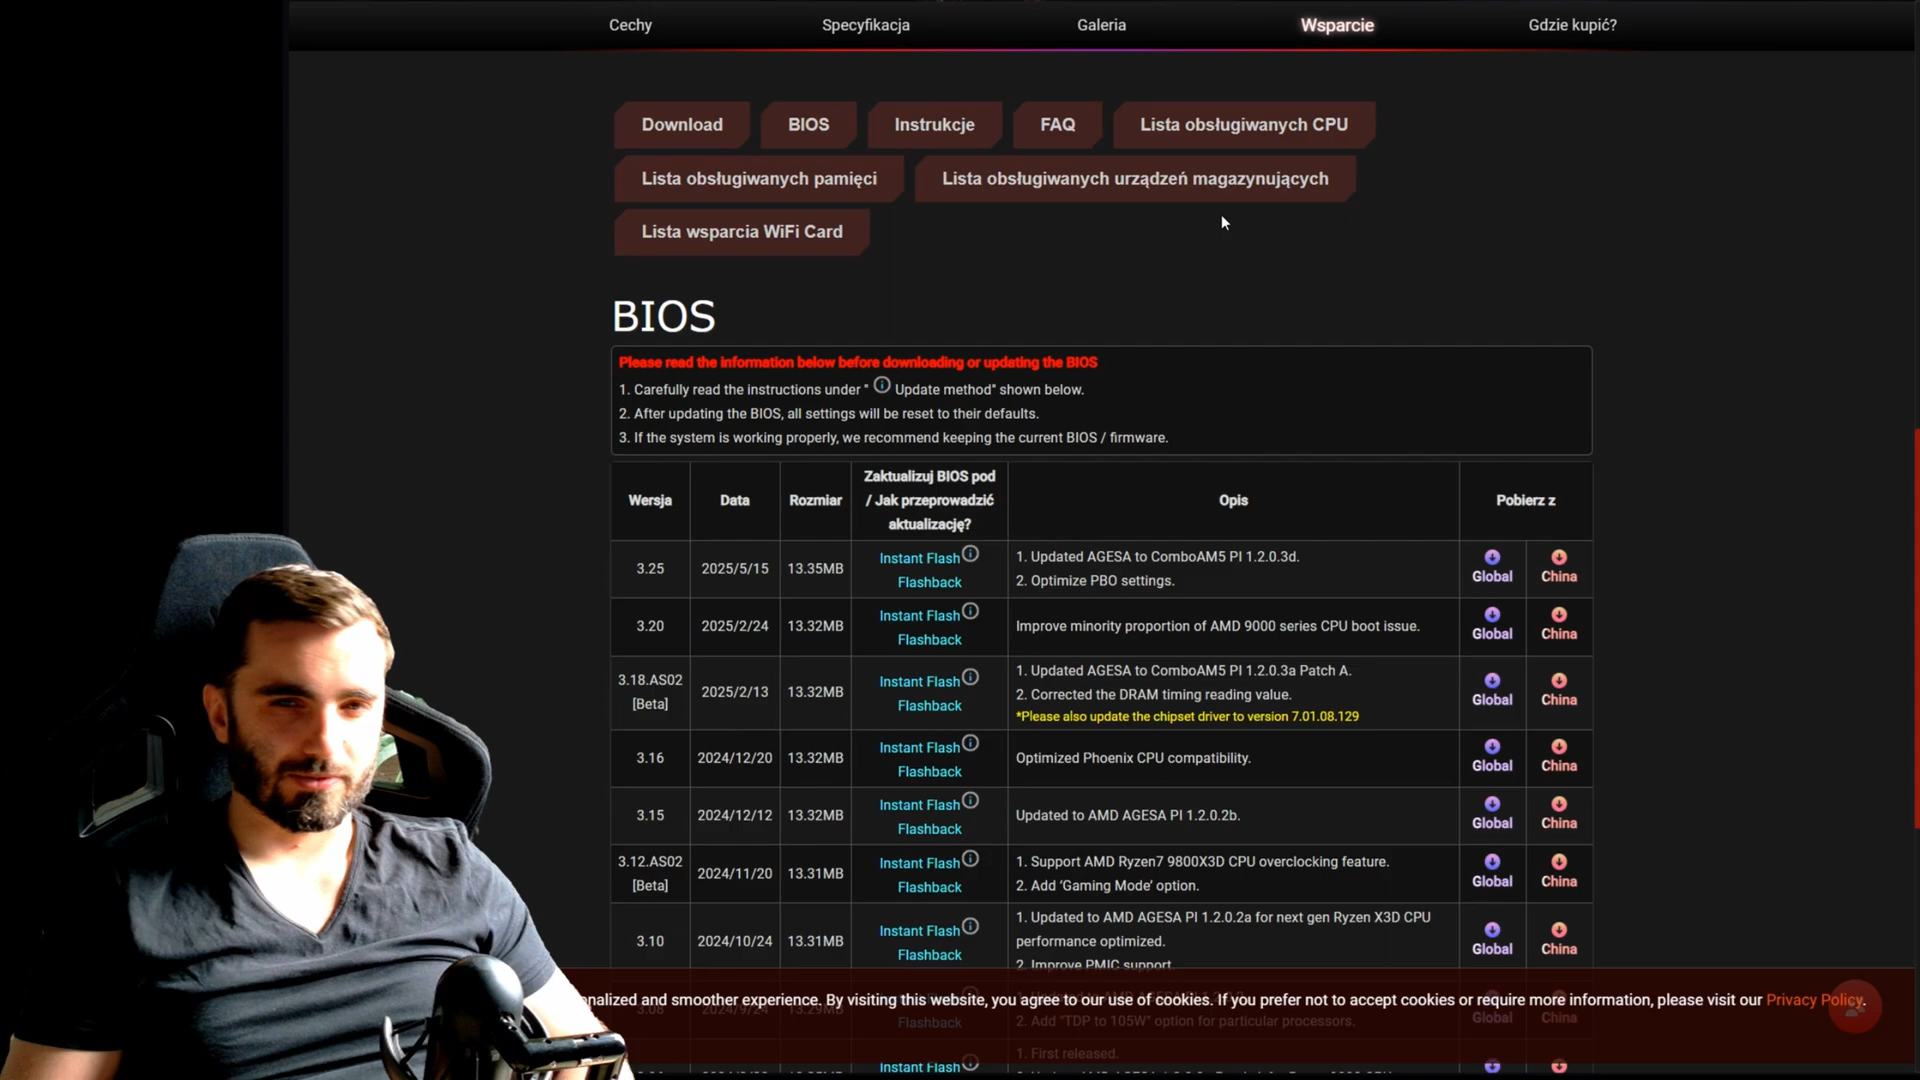 Cechy
Specyfikacja
Galeria
Wsparcie
Gdzie kupić?
Download
BIOS
Instrukcje
FAQ
Lista obsługiwanych CPU
Lista obsługiwanych pamięci
Lista obsługiwanych urządzeń magazynujących
Lista wsparcia WiFi Card
BIOS
Please read the information below before downloading or updating the BIOS
1. Carefully read the instructions under " Update method" shown below.
2. After updating the BIOS, all settings will be reset to their defaults.
3. If the system is working properly, we recommend keeping the current BIOS / firmware.
Wersja
Data
Rozmiar
Zaktualizuj BIOS pod
/ Jak przeprowadzić
aktualizację?
Opis
Pobierz z
3.25
2025/5/15
13.35MB
Instant Flash
Flashback
1. Updated AGESA to ComboAM5 PI 1.2.0.3d.
2. Optimize PBO settings.
Global
China
3.20
2025/2/24
13.32MB
Instant Flash
Flashback
Improve minority proportion of AMD 9000 series CPU boot issue.
Global
China
3.18.AS02
[Beta]
2025/2/13
13.32MB
Instant Flash
Flashback
1. Updated AGESA to ComboAM5 PI 1.2.0.3a Patch A.
2. Corrected the DRAM timing reading value.
*Please also update the chipset driver to version 7.01.08.129
Global
China
3.16
2024/12/20
13.32MB
Instant Flash
Flashback
Optimized Phoenix CPU compatibility.
Global
China
3.15
2024/12/12
13.32MB
Instant Flash
Flashback
Updated to AMD AGESA PI 1.2.0.2b.
Global
China
3.12.AS02
[Beta]
2024/11/20
13.31MB
Instant Flash
Flashback
1. Support AMD Ryzen7 9800X3D CPU overclocking feature.
2. Add 'Gaming Mode' option.
Global
China
3.10
2024/10/24
13.31MB
Instant Flash
Flashback
1. Updated to AMD AGESA PI 1.2.0.2a for next gen Ryzen X3D CPU
performance optimized.
2. Improve PMIC support.
Global
China
nalized and smoother experience. By visiting this website, you agree to our use of cookies. If you prefer not to accept cookies or require more information, please visit our Privacy Policy.
Flashback
2. Add "TDP to 105W" option for particular processors.
Global
China
Instant Flash
1. First released.